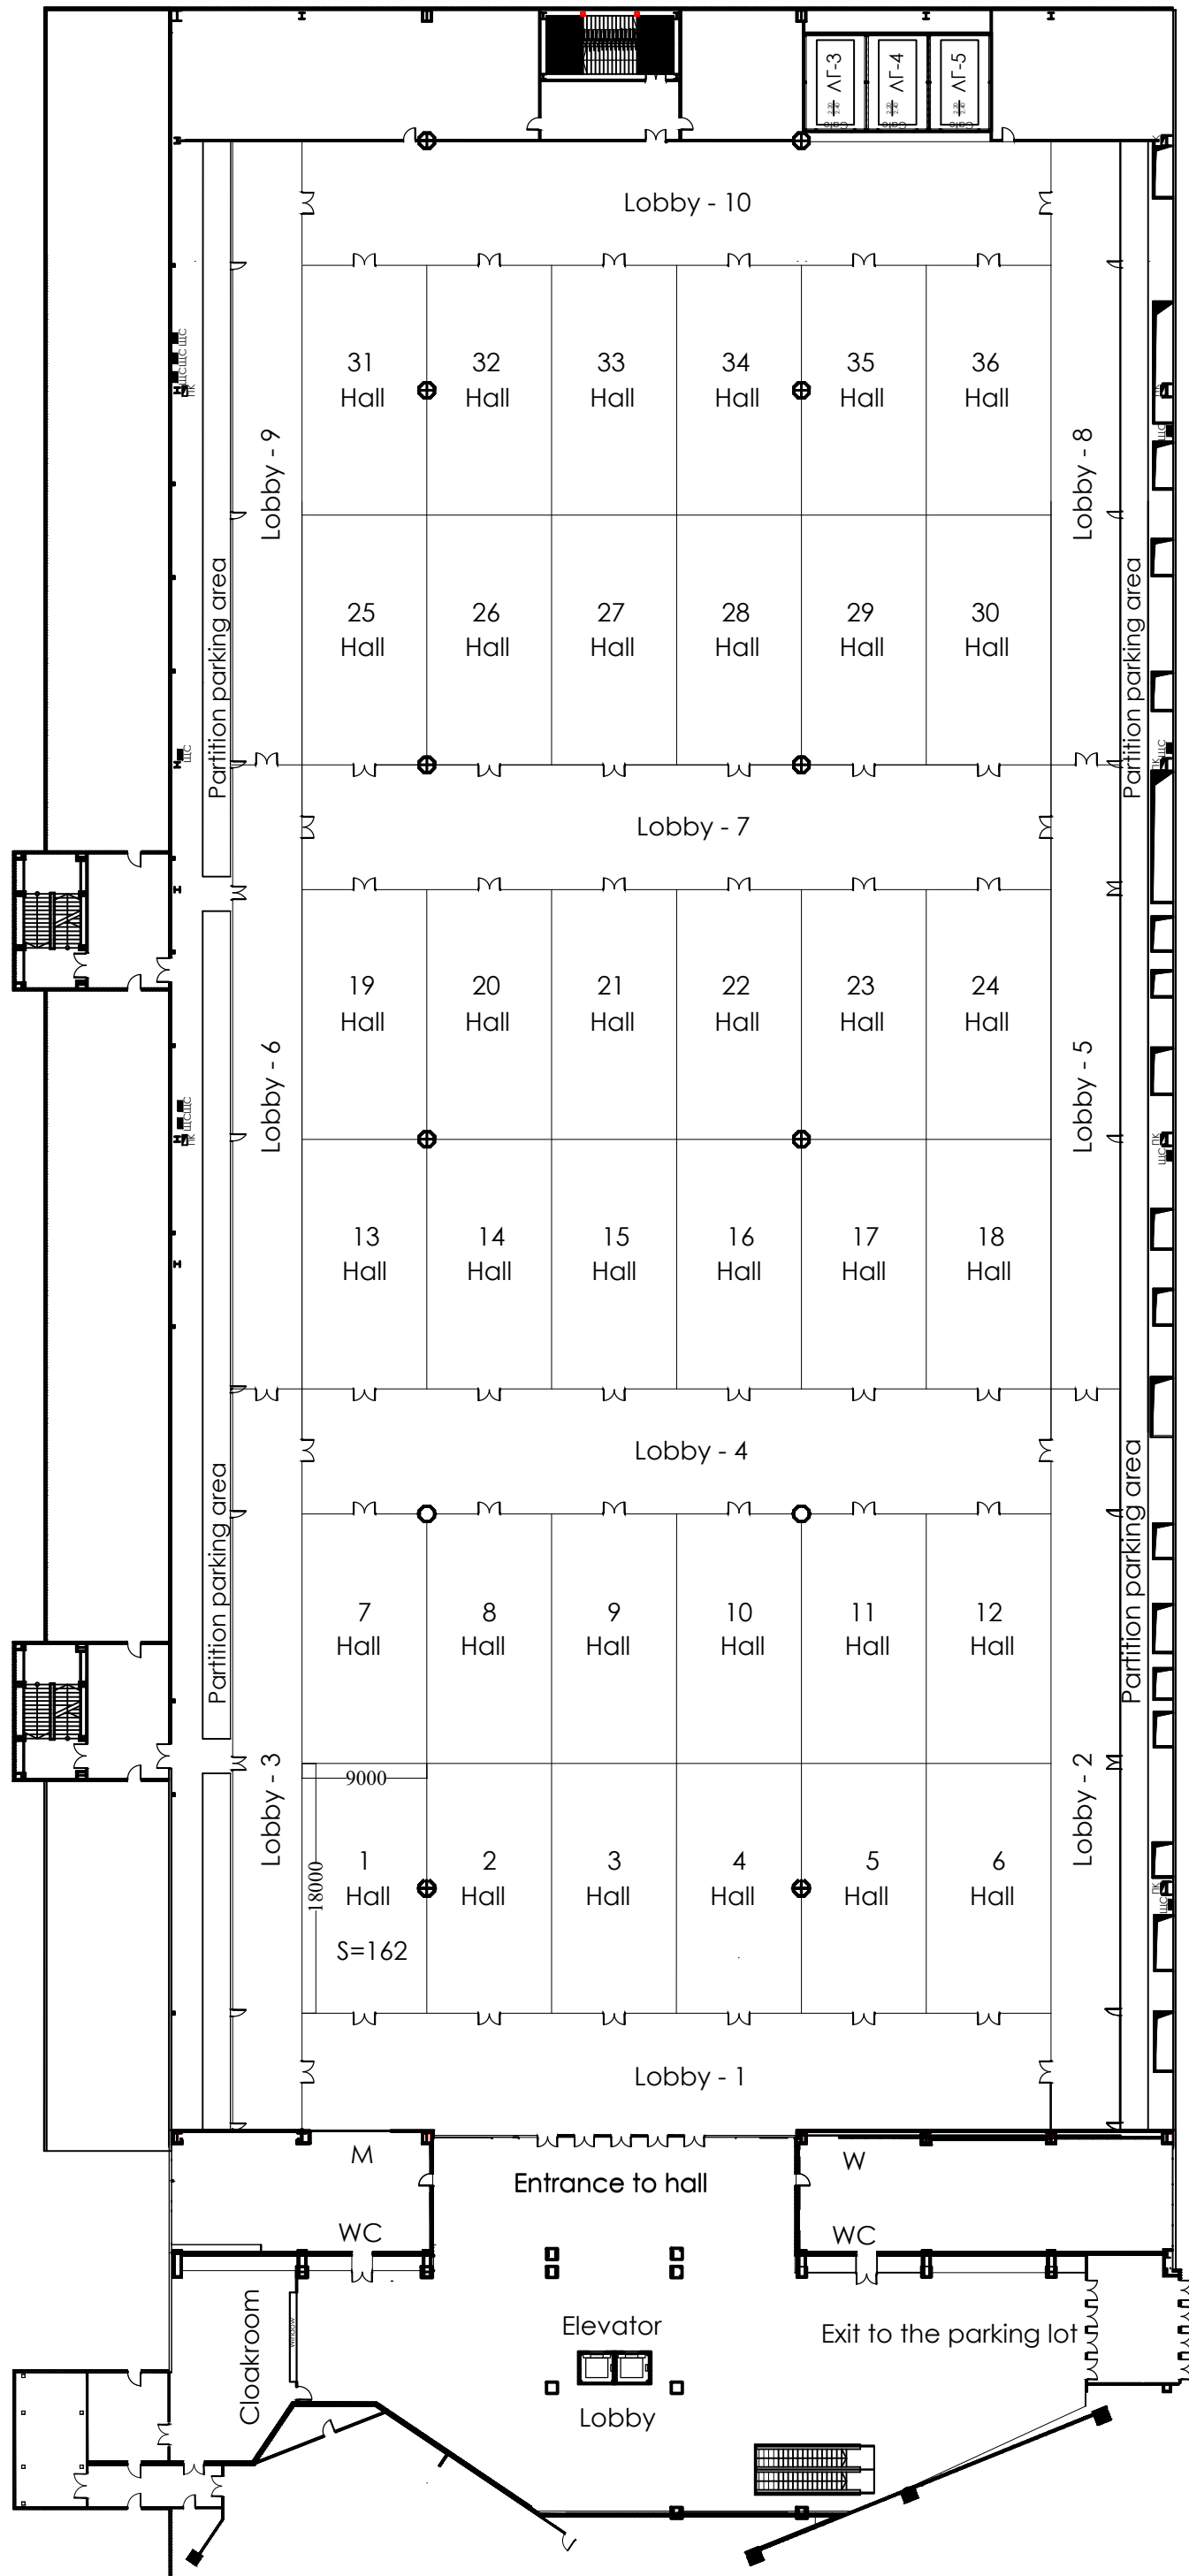 ЛГ-3
ЛГ-4
ЛГ-5
Lobby - 10
31
Hall
32
Hall
33
Hall
34
Hall
35
Hall
36
Hall
Lobby - 9
Lobby - 8
25
Hall
26
Hall
27
Hall
28
Hall
29
Hall
30
Hall
Partition parking area
Partition parking area
Lobby - 7
19
Hall
20
Hall
21
Hall
22
Hall
23
Hall
24
Hall
Lobby - 6
Lobby - 5
13
Hall
14
Hall
15
Hall
16
Hall
17
Hall
18
Hall
Lobby - 4
Partition parking area
Partition parking area
7
Hall
8
Hall
9
Hall
10
Hall
11
Hall
12
Hall
Lobby - 3
Lobby - 2
9000
18000
1
Hall
S=162
2
Hall
3
Hall
4
Hall
5
Hall
6
Hall
Lobby - 1
M
WC
Entrance to hall
W
WC
Cloakroom
Elevator
Lobby
Exit to the parking lot